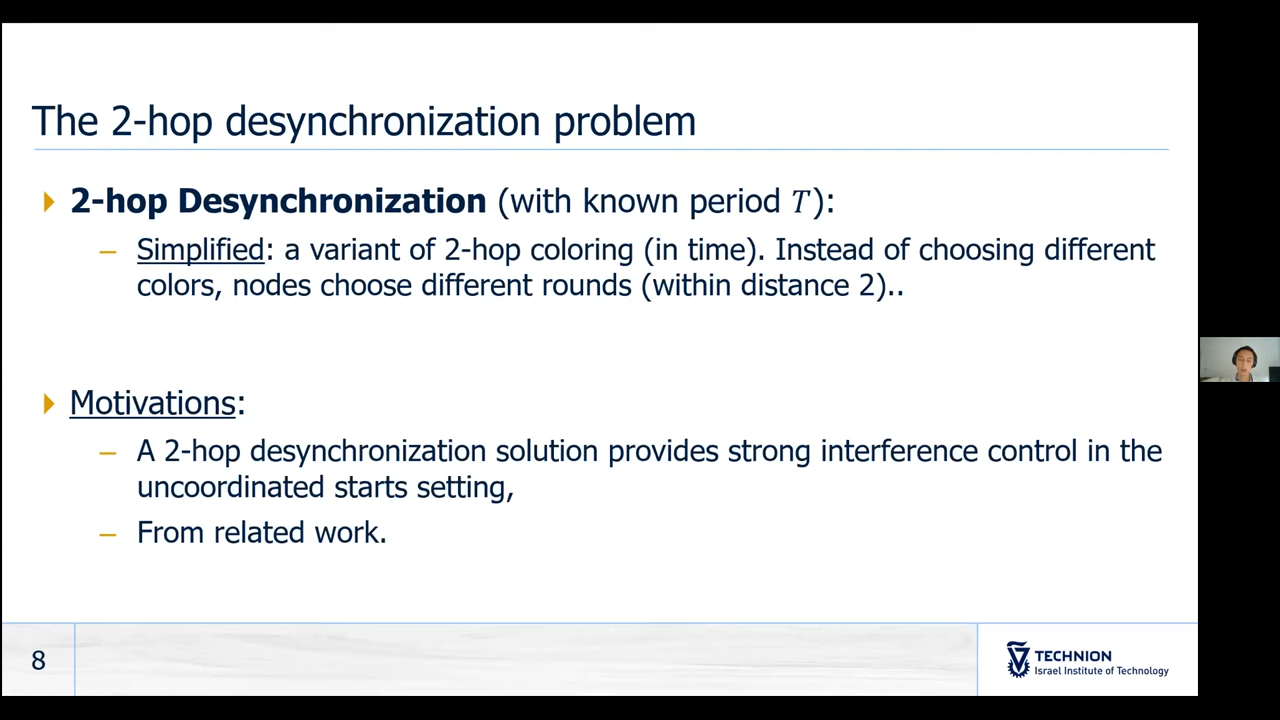 The 2-hop desynchronization problem
2-hop Desynchronization (with known period T):
– Simplified: a variant of 2-hop coloring (in time). Instead of choosing different
colors, nodes choose different rounds (within distance 2)..
Motivations:
– A 2-hop desynchronization solution provides strong interference control in the
uncoordinated starts setting,
– From related work.
8
TECHNION
Israel Institute of Technology